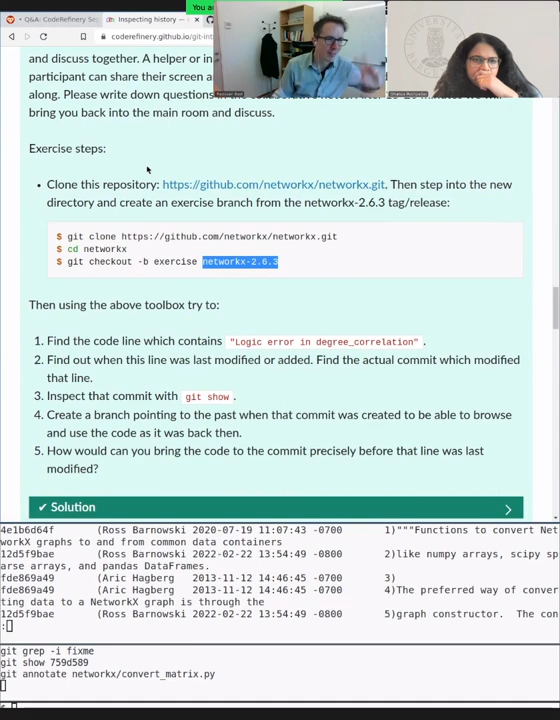 You are
Q&A: CodeRefinery Se
Inspecting history —
coderefinery.github.io/git-int
and discuss together. A helper or in
participant can share their screen a
along. Please write down questions
bring you back into the main room and discuss.
Exercise steps:
• Clone this repository: https://github.com/networkx/networkx.git. Then step into the new
directory and create an exercise branch from the networkx-2.6.3 tag/release:
$ git clone https://github.com/networkx/networkx.git
$ cd networkx
$ git checkout -b exercise networkx-2.6.3
Then using the above toolbox try to:
1. Find the code line which contains "Logic error in degree_correlation".
2. Find out when this line was last modified or added. Find the actual commit which modified
that line.
3. Inspect that commit with git show.
4. Create a branch pointing to the past when that commit was created to be able to browse
and use the code as it was back then.
5. How would can you bring the code to the commit precisely before that line was last
modified?
✔ Solution
4e1b6d64f (Ross Barnowski 2020-07-19 11:07:43 -0700 1)"""Functions to convert Net
workX graphs to and from common data containers
12d5f9bae (Ross Barnowski 2022-02-22 13:54:49 -0800 2)like numpy arrays, scipy sp
arse arrays, and pandas DataFrames.
fde869a49 (Aric Hagberg 2013-11-12 14:46:45 -0700 3)
fde869a49 (Aric Hagberg 2013-11-12 14:46:45 -0700 4)The preferred way of conver
ting data to a NetworkX graph is through the
12d5f9bae (Ross Barnowski 2022-02-22 13:54:49 -0800 5)graph constructor. The con
:
git grep -i fixme
git show 759d589
git annotate networkx/convert_matrix.py